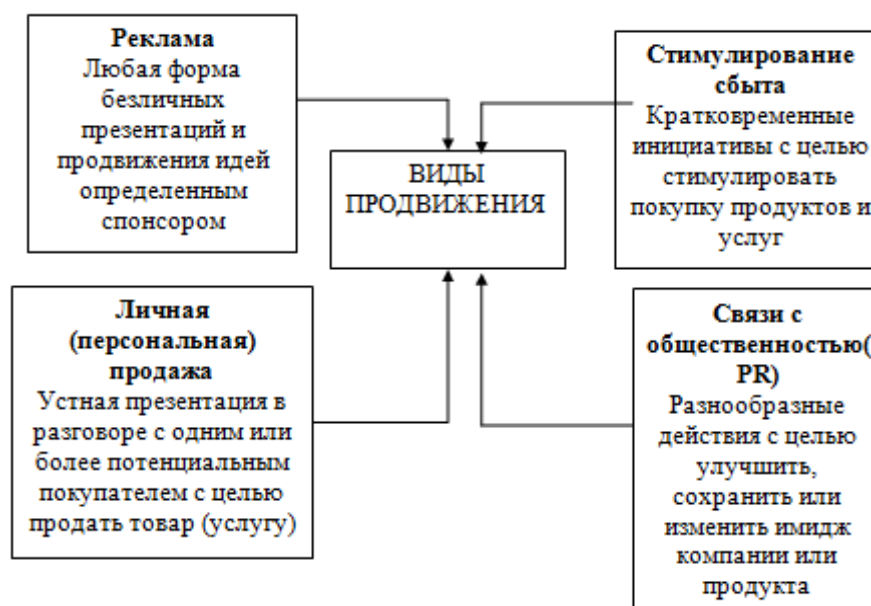 Реклама
Любая форма
безличных
презентаций и
продвижения идей
определенным
спонсором
Стимулирование
сбыта
Кратковременные
инициативы с целью
стимулировать
покупку продуктов и
услуг
ВИДЫ
ПРОДВИЖЕНИЯ
Личная
(персональная)
продажа
Устная презентация в
разговоре с одним или
более потенциальным
покупателем с целью
продать товар (услугу)
Связи с
общественностью(
PR)
Разнообразные
действия с целью
улучшить,
сохранить или
изменить имидж
компании или
продукта